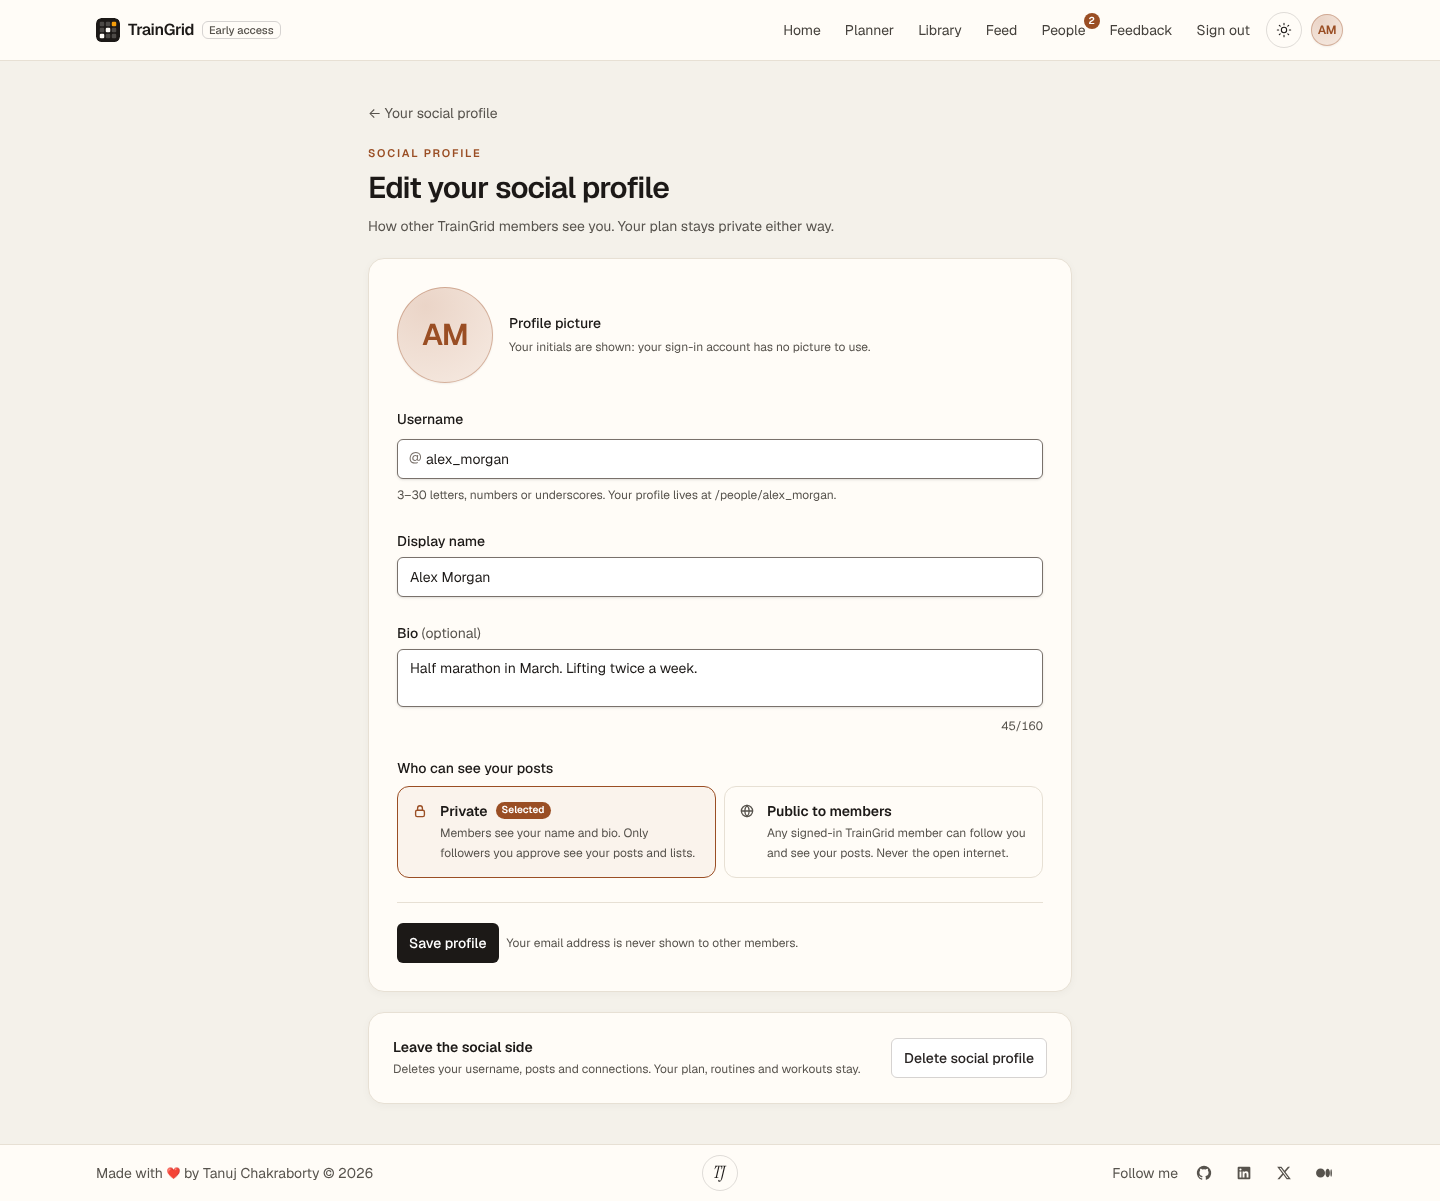 TrainGrid Early access
Home Planner Library Feed People 2 Feedback Sign out AM
← Your social profile
SOCIAL PROFILE
Edit your social profile
How other TrainGrid members see you. Your plan stays private either way.
AM
Profile picture
Your initials are shown: your sign-in account has no picture to use.
Username
@ alex_morgan
3–30 letters, numbers or underscores. Your profile lives at /people/alex_morgan.
Display name
Alex Morgan
Bio (optional)
Half marathon in March. Lifting twice a week.
45/160
Who can see your posts
Private Selected
Members see your name and bio. Only
followers you approve see your posts and lists.
Public to members
Any signed-in TrainGrid member can follow you
and see your posts. Never the open internet.
Save profile Your email address is never shown to other members.
Leave the social side
Deletes your username, posts and connections. Your plan, routines and workouts stay.
Delete social profile
Made with ❤️ by Tanuj Chakraborty © 2026
TJ
Follow me